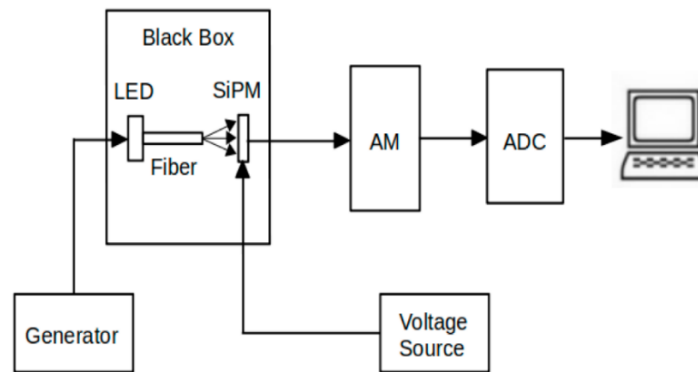 Black Box
LED
SiPM
Fiber
AM
ADC
Generator
Voltage
Source